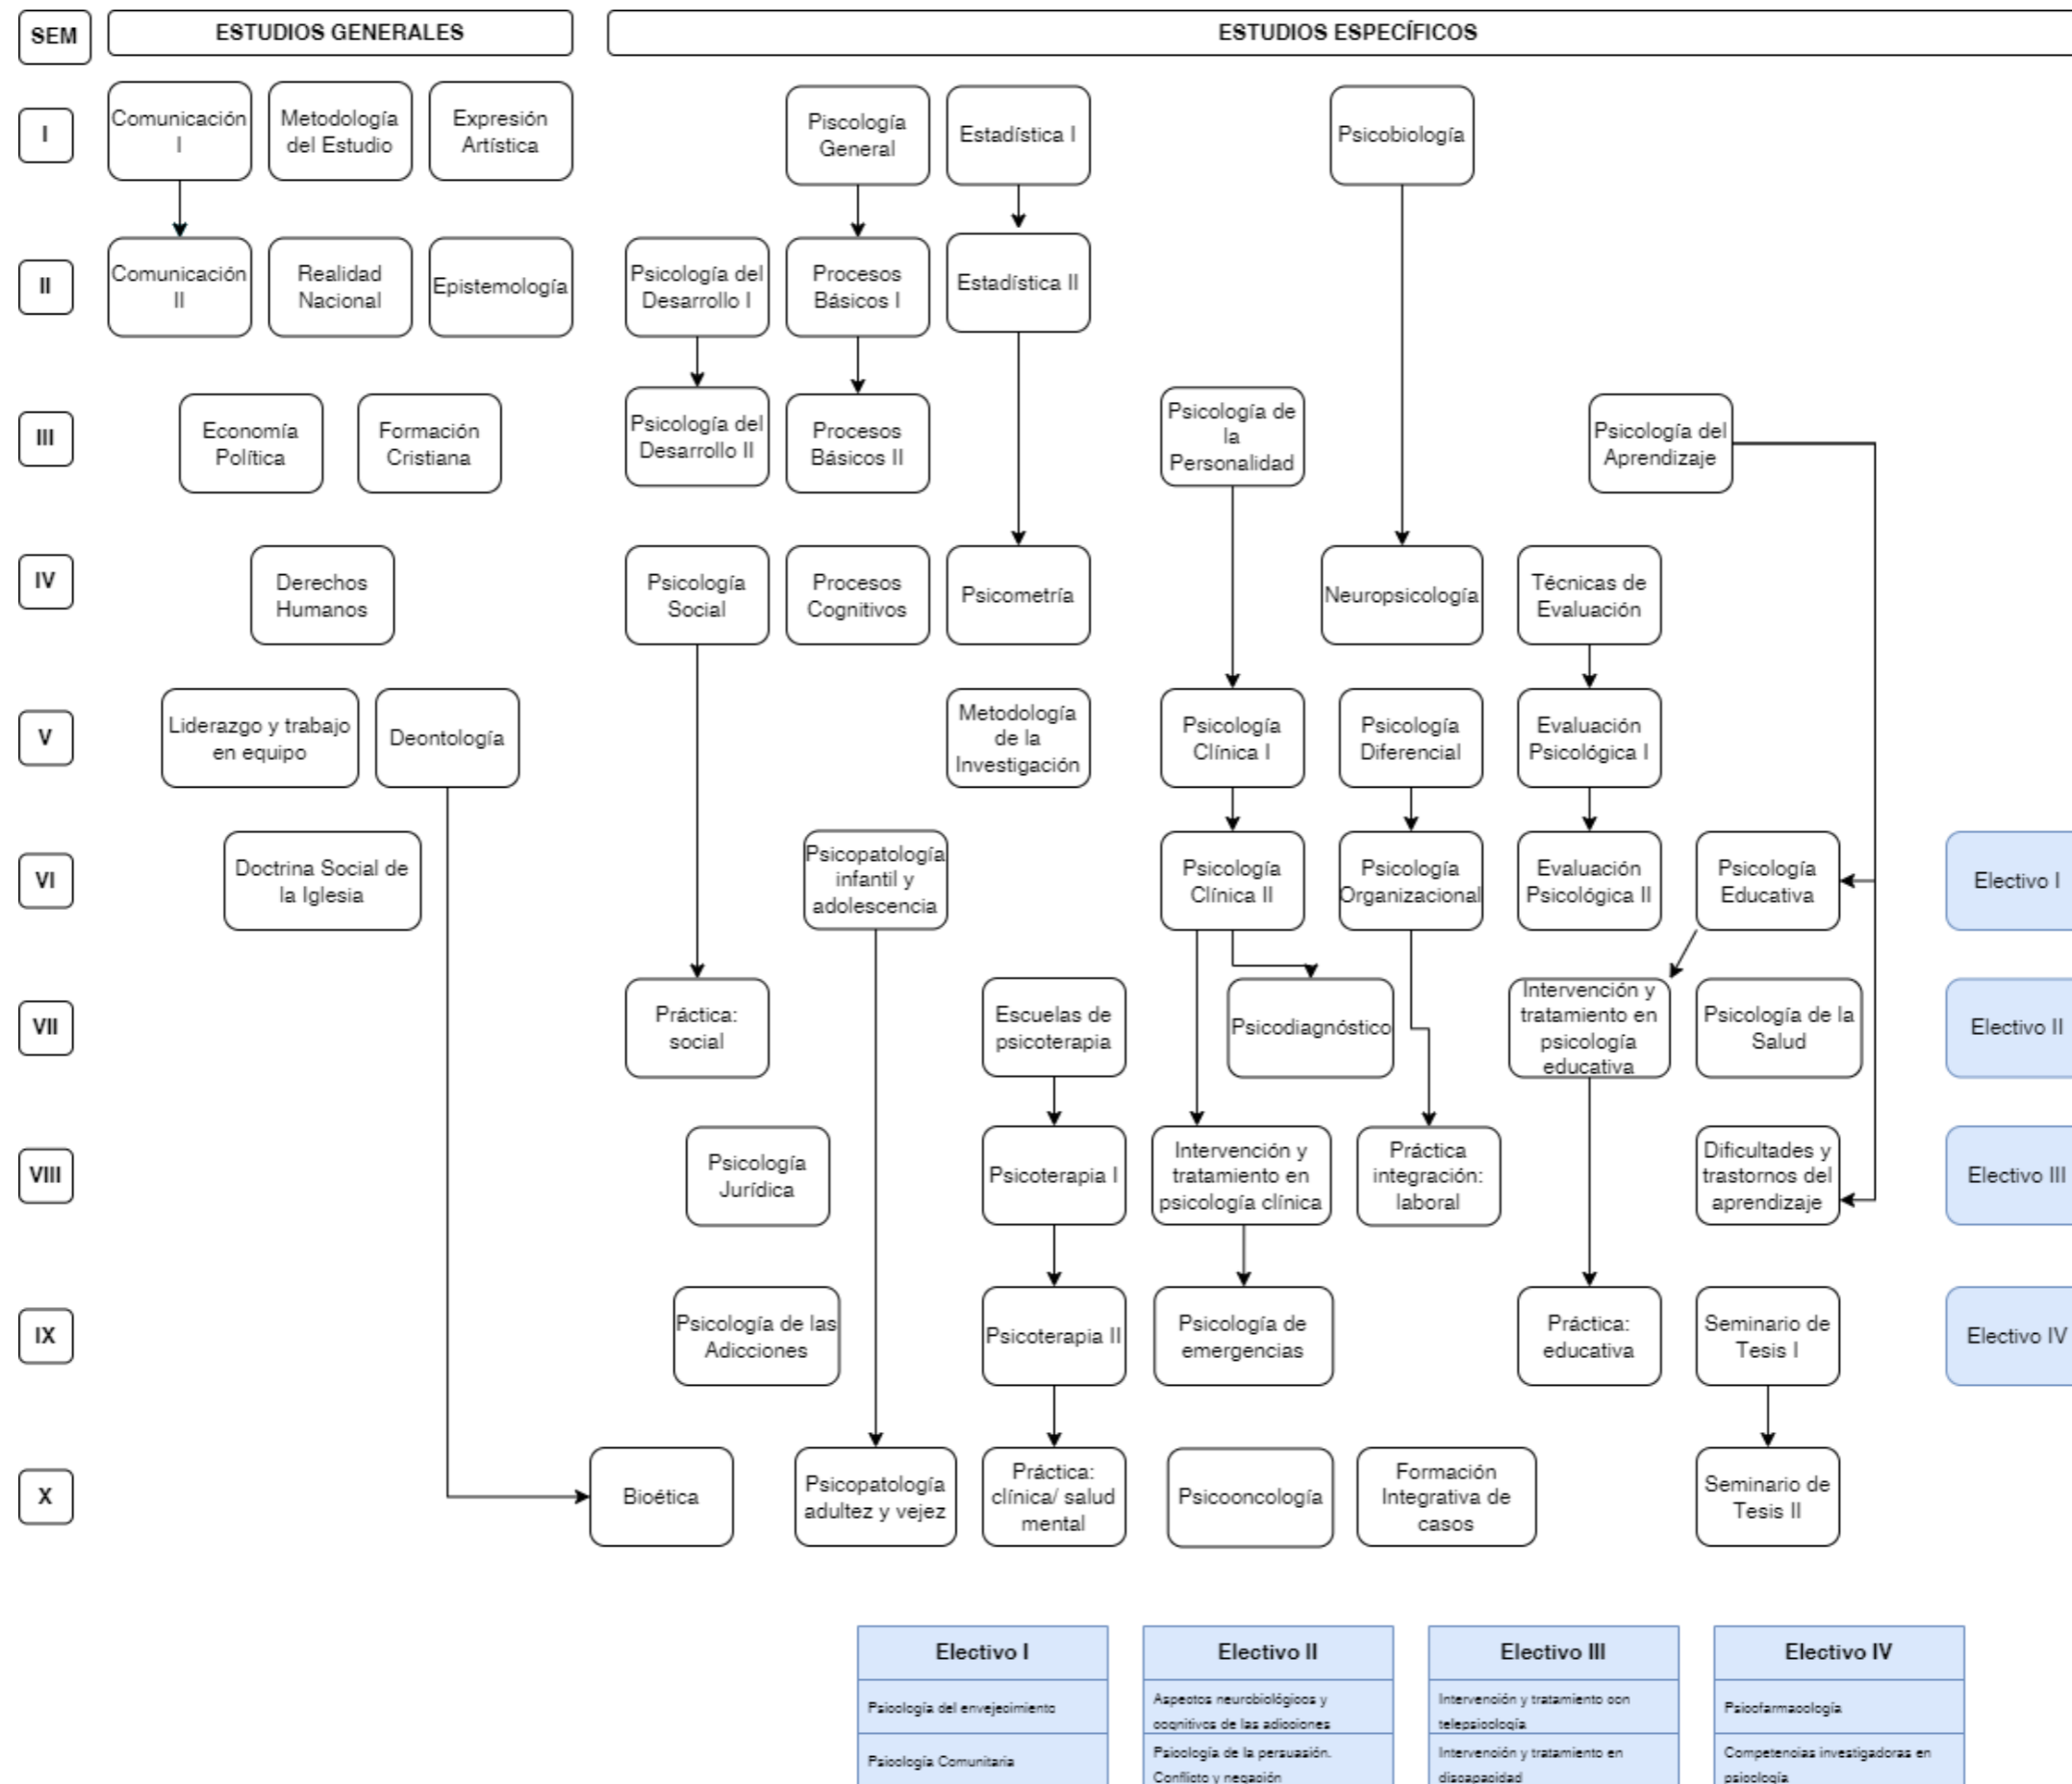 SEM
ESTUDIOS GENERALES
ESTUDIOS ESPECÍFICOS
I
Comunicación
I
Metodología
del Estudio
Expresión
Artística
Piscología
General
Estadística I
Psicobiología
II
Comunicación
II
Realidad
Nacional
Epistemología
Psicología del
Desarrollo I
Procesos
Básicos I
Estadística II
III
Economía
Política
Formación
Cristiana
Psicología del
Desarrollo II
Procesos
Básicos II
Psicología de
la
Personalidad
Psicología del
Aprendizaje
IV
Derechos
Humanos
Psicología
Social
Procesos
Cognitivos
Psicometría
Neuropsicología
Técnicas de
Evaluación
V
Liderazgo y trabajo
en equipo
Deontología
Metodología
de la
Investigación
Psicología
Clínica I
Psicología
Diferencial
Evaluación
Psicológica I
VI
Doctrina Social de
la Iglesia
Psicopatología
infantil y
adolescencia
Psicología
Clínica II
Psicología
Organizacional
Evaluación
Psicológica II
Psicología
Educativa
Electivo I
VII
Práctica:
social
Escuelas de
psicoterapia
Psicodiagnóstico
Intervención y
tratamiento en
psicología
educativa
Psicología de la
Salud
Electivo II
VIII
Psicología
Jurídica
Psicoterapia I
Intervención y
tratamiento en
psicología clínica
Práctica
integración:
laboral
Dificultades y
trastornos del
aprendizaje
Electivo III
IX
Psicología de las
Adicciones
Psicoterapia II
Psicología de
emergencias
Práctica:
educativa
Seminario de
Tesis I
Electivo IV
X
Bioética
Psicopatología
adultez y vejez
Práctica:
clínica/ salud
mental
Psicooncología
Formación
Integrativa de
casos
Seminario de
Tesis II
Electivo I
Electivo II
Electivo III
Electivo IV
Psicología del envejecimiento
Aspectos neurobiológicos y
cognitivos de las adicciones
Intervención y tratamiento con
telepsicología
Psicofarmacología
Psicología Comunitaria
Psicología de la persuasión.
Conflicto y negación
Intervención y tratamiento en
discapacidad
Competencias investigadoras en
psicología